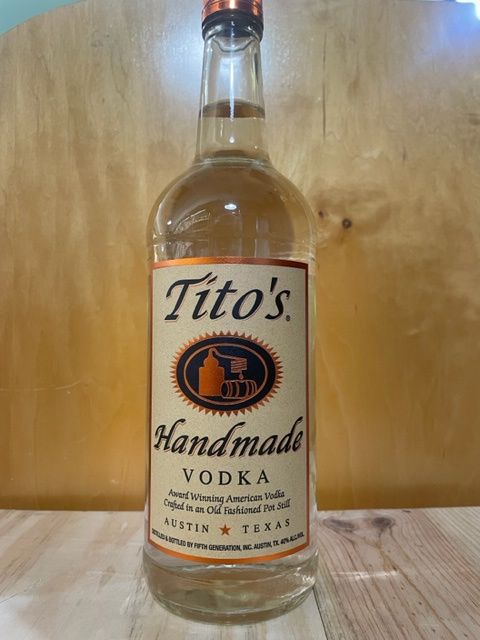 Tito's®
Handmade
VODKA
Award Winning American Vodka
Crafted in an Old Fashioned Pot Still
AUSTIN ★ TEXAS
DISTILLED & BOTTLED BY FIFTH GENERATION, INC. AUSTIN, TX. 40% ALC./VOL.